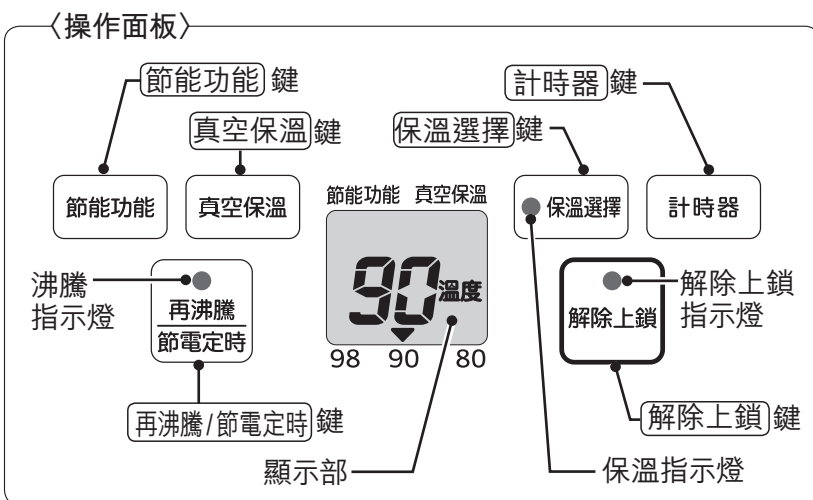 〈操作面板〉
節能功能 鍵
計時器 鍵
真空保溫 鍵
保溫選擇 鍵
節能功能
真空保溫
節能功能 真空保溫
保溫選擇
計時器
90 溫度
98 90 80
沸騰
指示燈
再沸騰
節電定時
解除上鎖
解除上鎖
指示燈
再沸騰/節電定時 鍵
解除上鎖 鍵
顯示部
保溫指示燈